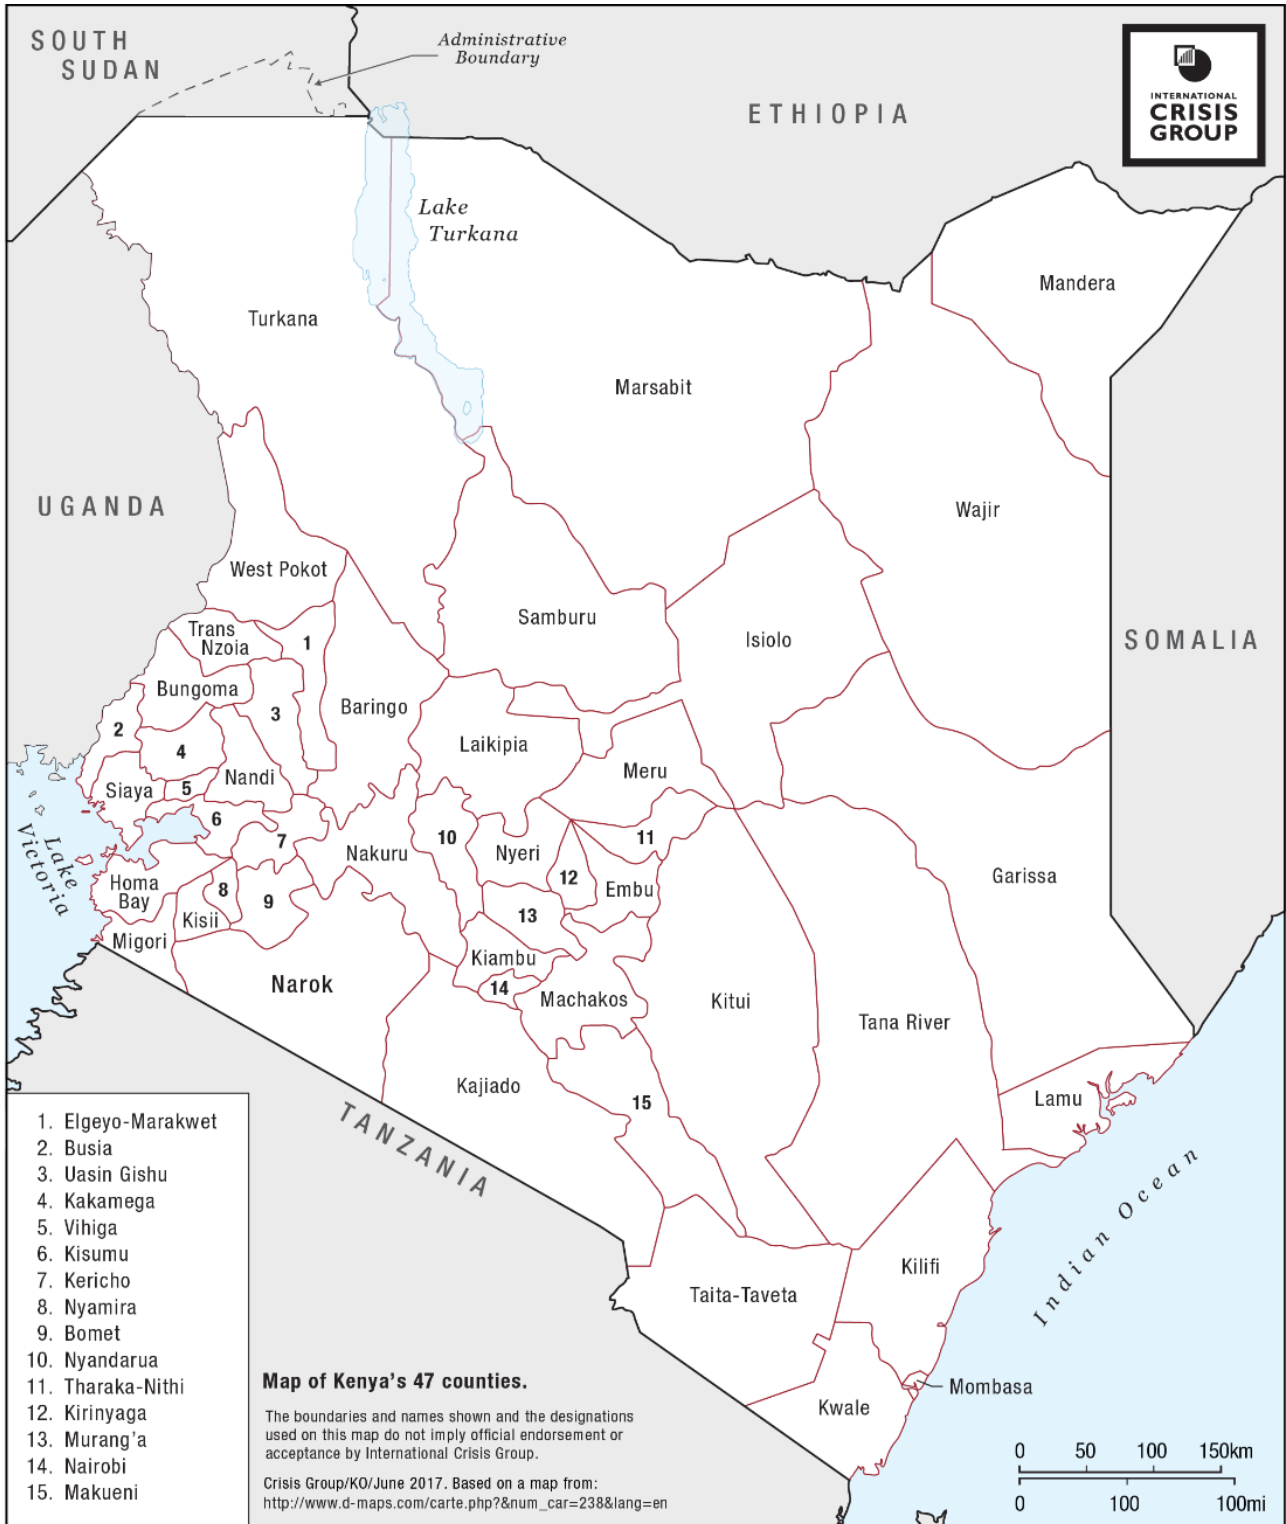 SOUTH
SUDAN
Administrative
Boundary
ETHIOPIA
INTERNATIONAL
CRISIS
GROUP
Lake
Turkana
Mandera
Turkana
Marsabit
UGANDA
Wajir
West Pokot
Samburu
Trans
Nzoia
1
Isiolo
SOMALIA
Bungoma
Baringo
2
3
4
Laikipia
Meru
Nandi
Siaya
5
6
7
10
11
Lake
Victoria
Nakuru
Nyeri
12
Embu
Garissa
Homa
Bay
8
9
Kisii
13
Migori
Kiambu
Narok
14
Machakos
Kitui
Tana River
Kajiado
15
Lamu
TANZANIA
Indian Ocean
Kilifi
Taita-Taveta
Mombasa
Kwale
1. Elgeyo-Marakwet
2. Busia
3. Uasin Gishu
4. Kakamega
5. Vihiga
6. Kisumu
7. Kericho
8. Nyamira
9. Bomet
10. Nyandarua
11. Tharaka-Nithi
12. Kirinyaga
13. Murang'a
14. Nairobi
15. Makueni
Map of Kenya's 47 counties.
The boundaries and names shown and the designations
used on this map do not imply official endorsement or
acceptance by International Crisis Group.
Crisis Group/KO/June 2017. Based on a map from:
http://www.d-maps.com/carte.php?&num_car=238&lang=en
0 50 100 150km
0 100 100mi